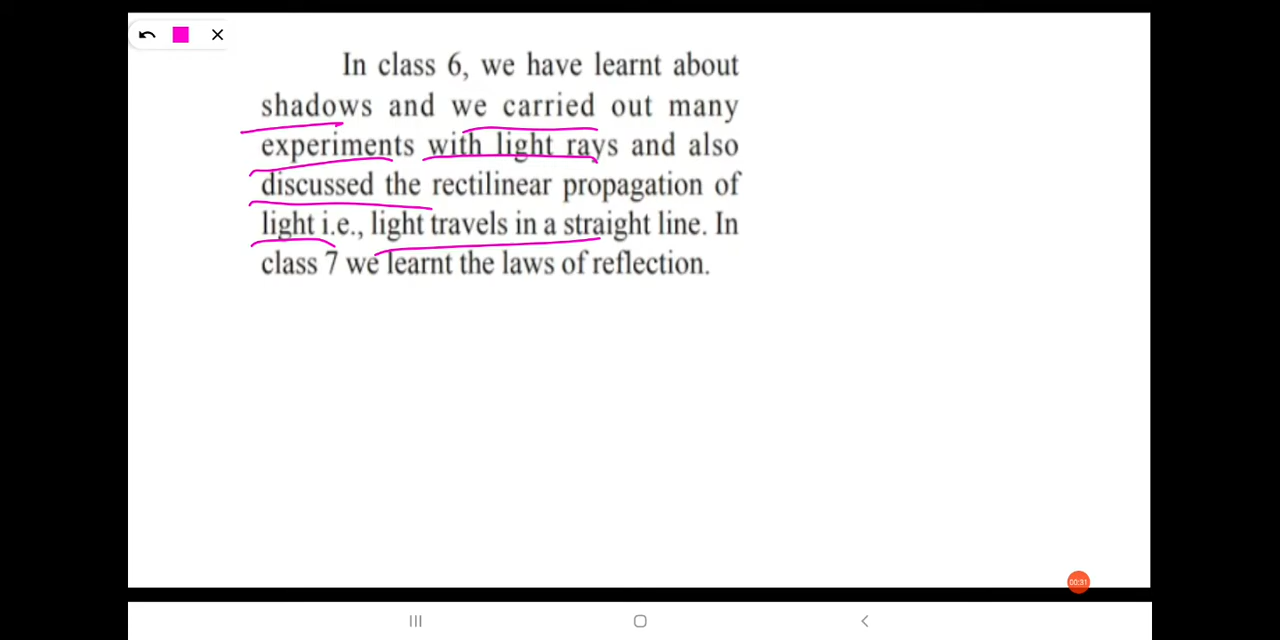 In class 6, we have learnt about
shadows and we carried out many
experiments with light rays and also
discussed the rectilinear propagation of
light i.e., light travels in a straight line. In
class 7 we learnt the laws of reflection.
00:31